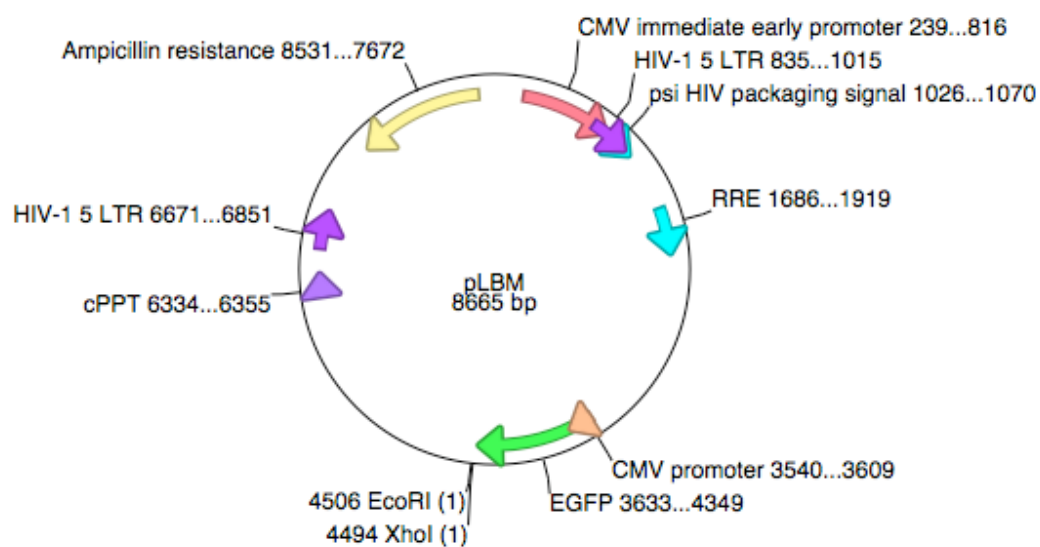 CMV immediate early promoter 239...816
Ampicillin resistance 8531...7672
HIV-1 5 LTR 835...1015
psi HIV packaging signal 1026...1070
RRE 1686...1919
HIV-1 5 LTR 6671...6851
pLBM
8665 bp
cPPT 6334...6355
CMV promoter 3540...3609
4506 EcoRI (1)
EGFP 3633...4349
4494 XhoI (1)